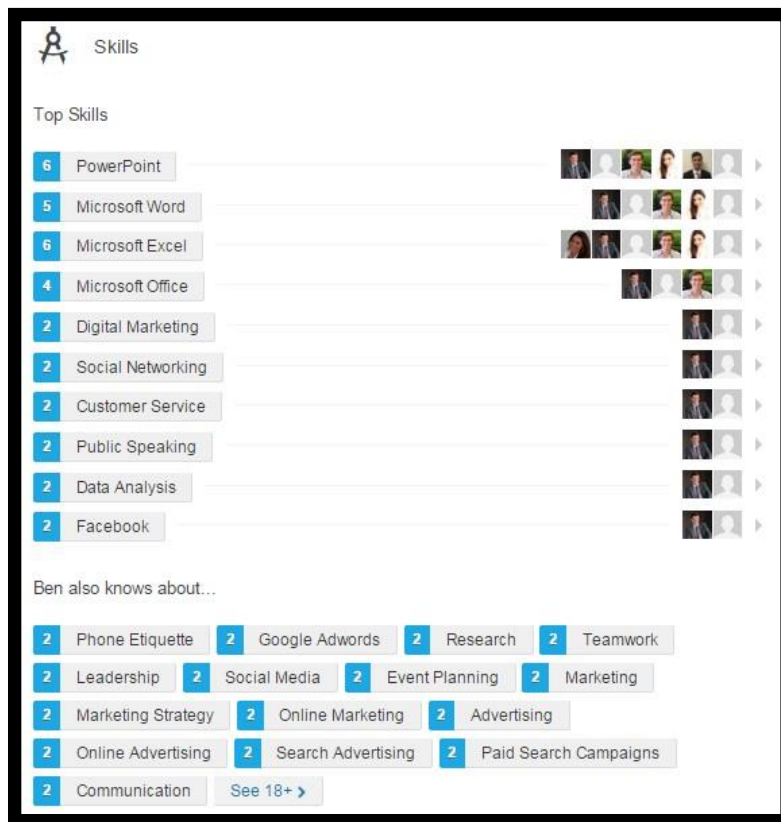 Skills
Top Skills
6 PowerPoint
5 Microsoft Word
6 Microsoft Excel
4 Microsoft Office
2 Digital Marketing
2 Social Networking
2 Customer Service
2 Public Speaking
2 Data Analysis
2 Facebook
Ben also knows about...
2 Phone Etiquette 2 Google Adwords 2 Research 2 Teamwork
2 Leadership 2 Social Media 2 Event Planning 2 Marketing
2 Marketing Strategy 2 Online Marketing 2 Advertising
2 Online Advertising 2 Search Advertising 2 Paid Search Campaigns
2 Communication See 18+ >